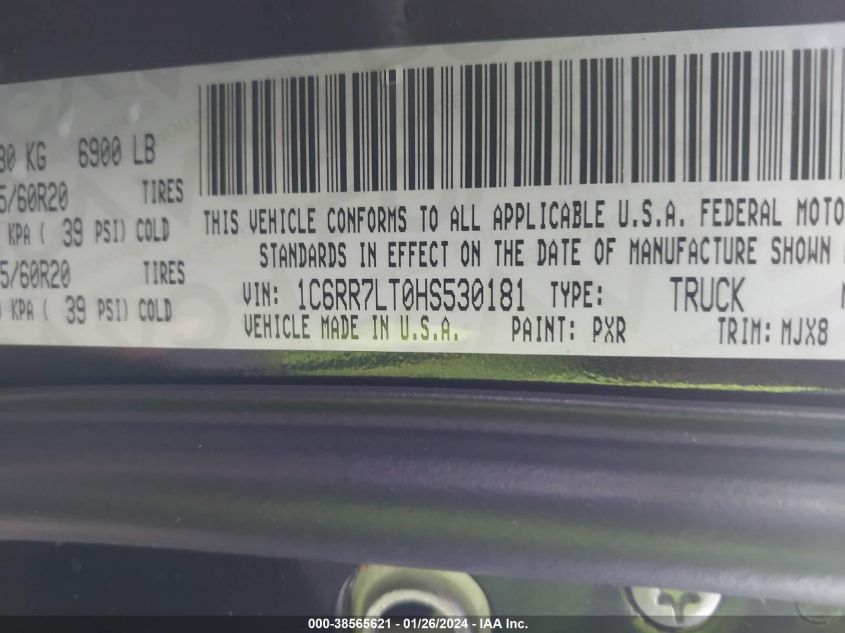 30 KG 6900 LB
5/60R20 TIRES
KPA ( 39 PSI) COLD
5/60R20 TIRES
KPA ( 39 PSI) COLD
THIS VEHICLE CONFORMS TO ALL APPLICABLE U.S.A. FEDERAL MOTO
STANDARDS IN EFFECT ON THE DATE OF MANUFACTURE SHOWN
VIN: 1C6RR7LT0HS530181 TYPE: TRUCK
VEHICLE MADE IN U.S.A. PAINT: PXR TRIM: MJX8
000-38565621 - 01/26/2024 - IAA Inc.